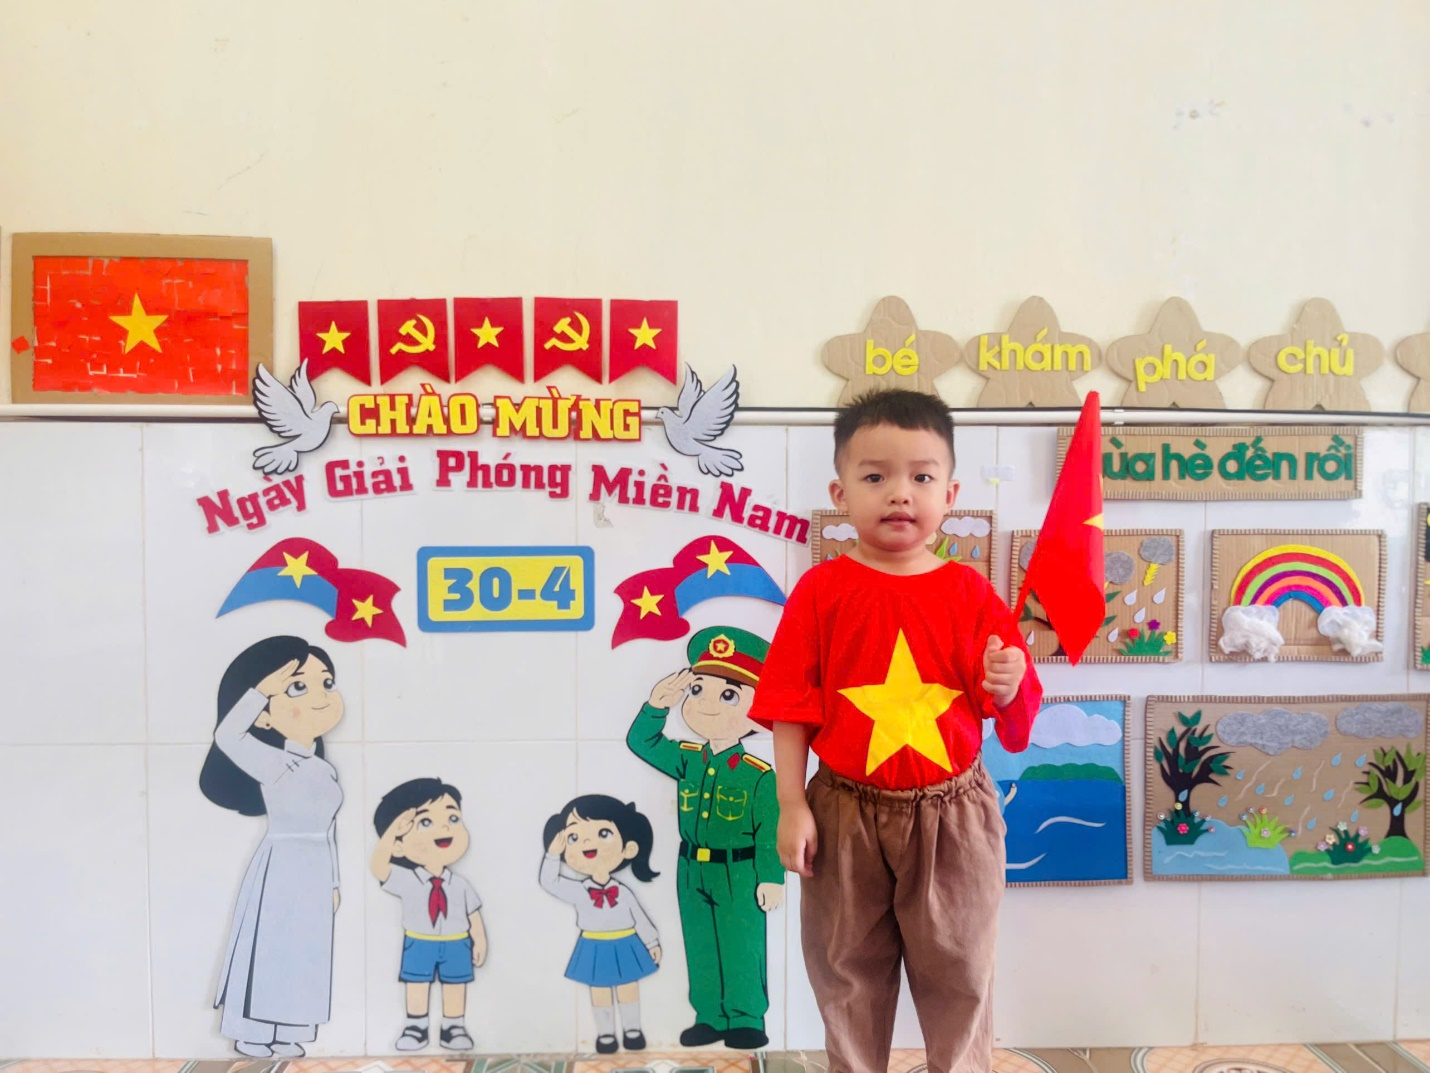 CHÀO MỪNG
Ngày Giải Phóng Miền Nam
30-4
bé khám phá chủ
ùa hè đến rồi